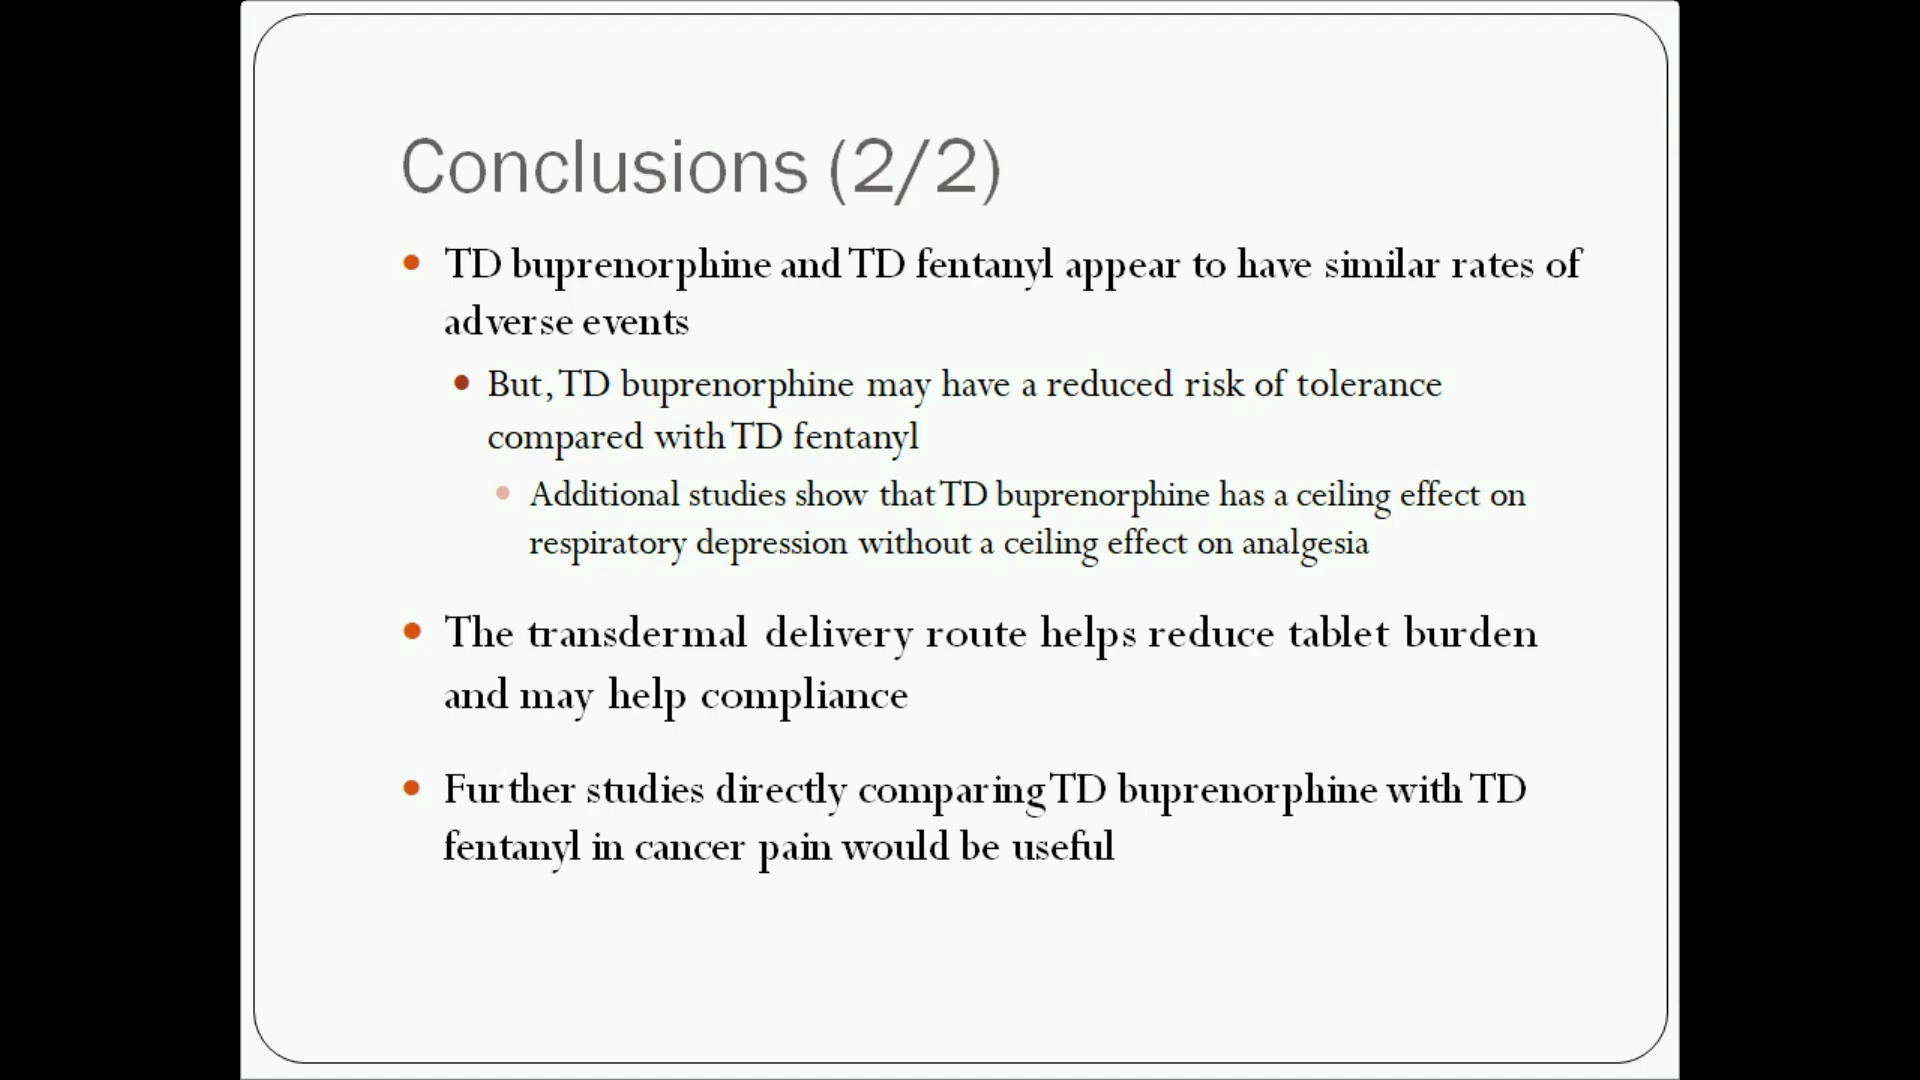 Conclusions (2/2)
• TD buprenorphine and TD fentanyl appear to have similar rates of
adverse events
• But, TD buprenorphine may have a reduced risk of tolerance
compared with TD fentanyl
• Additional studies show that TD buprenorphine has a ceiling effect on
respiratory depression without a ceiling effect on analgesia
• The transdermal delivery route helps reduce tablet burden
and may help compliance
• Further studies directly comparing TD buprenorphine with TD
fentanyl in cancer pain would be useful